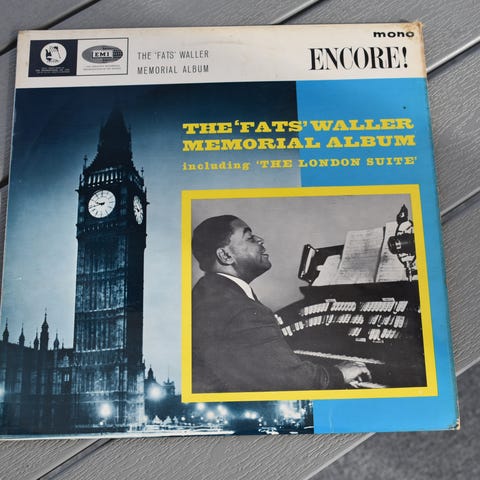 mono
EMI
THE 'FATS' WALLER
MEMORIAL ALBUM
ENCORE!
THE 'FATS' WALLER
MEMORIAL ALBUM
including 'THE LONDON SUITE'